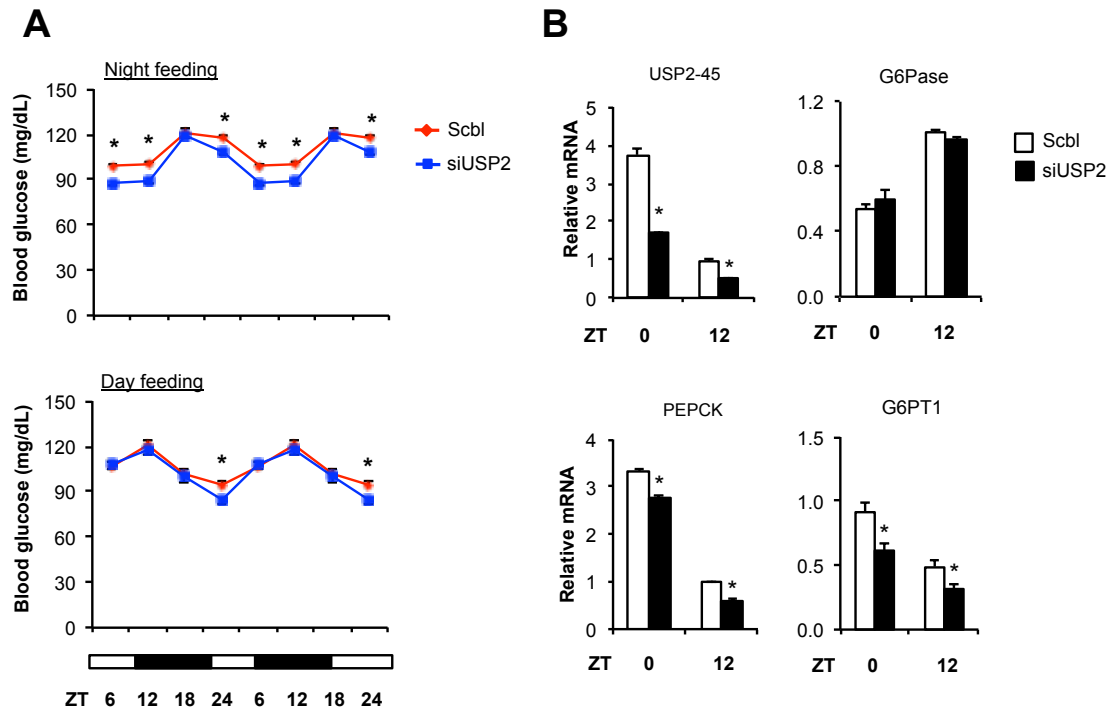 A
Night feeding
Blood glucose (mg/dL)
150
120
90
60
30
0
* * * * * *
Scbl
siUSP2
Day feeding
Blood glucose (mg/dL)
150
120
90
60
30
0
* *
ZT 6 12 18 24 6 12 18 24
B
USP2-45
Relative mRNA
5
4
3
2
1
0
* *
ZT 0 12
G6Pase
1.2
0.8
0.4
0.0
0 12
Scbl
siUSP2
PEPCK
Relative mRNA
4
3
2
1
0
* *
ZT 0 12
G6PT1
1.5
1.0
0.5
0.0
* *
0 12